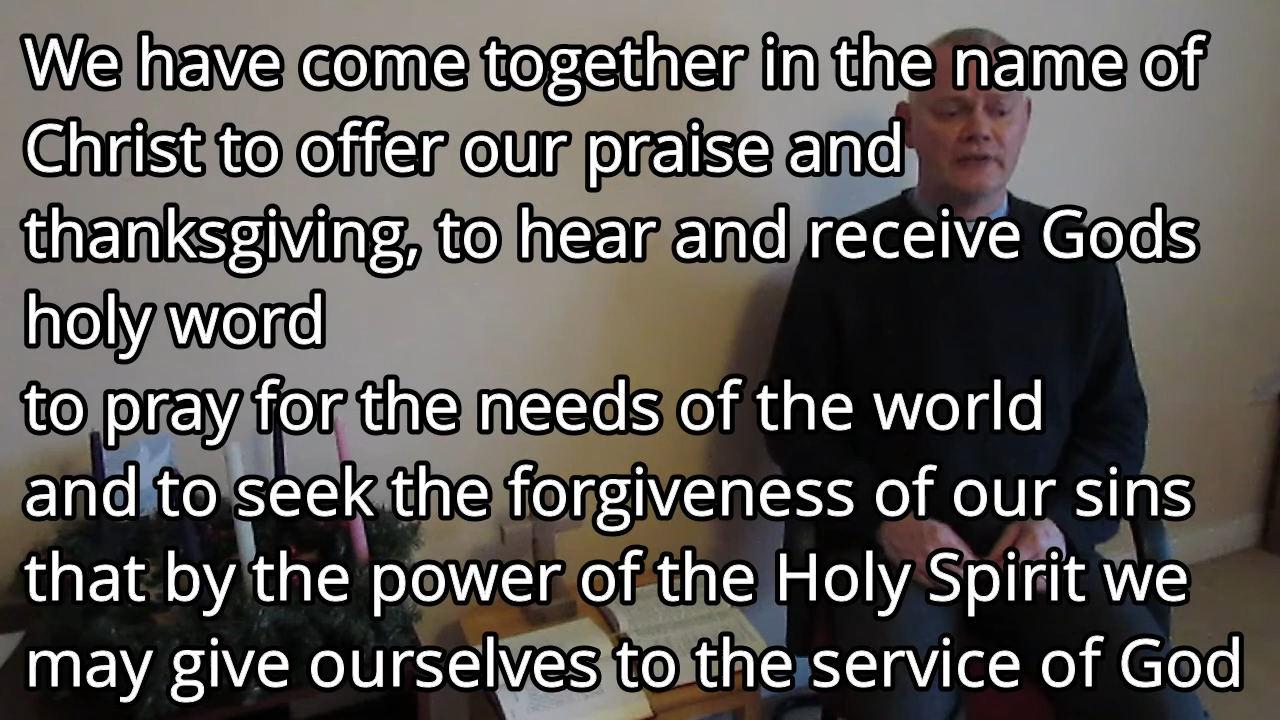 We have come together in the name of
Christ to offer our praise and
thanksgiving, to hear and receive Gods
holy word
to pray for the needs of the world
and to seek the forgiveness of our sins
that by the power of the Holy Spirit we
may give ourselves to the service of God